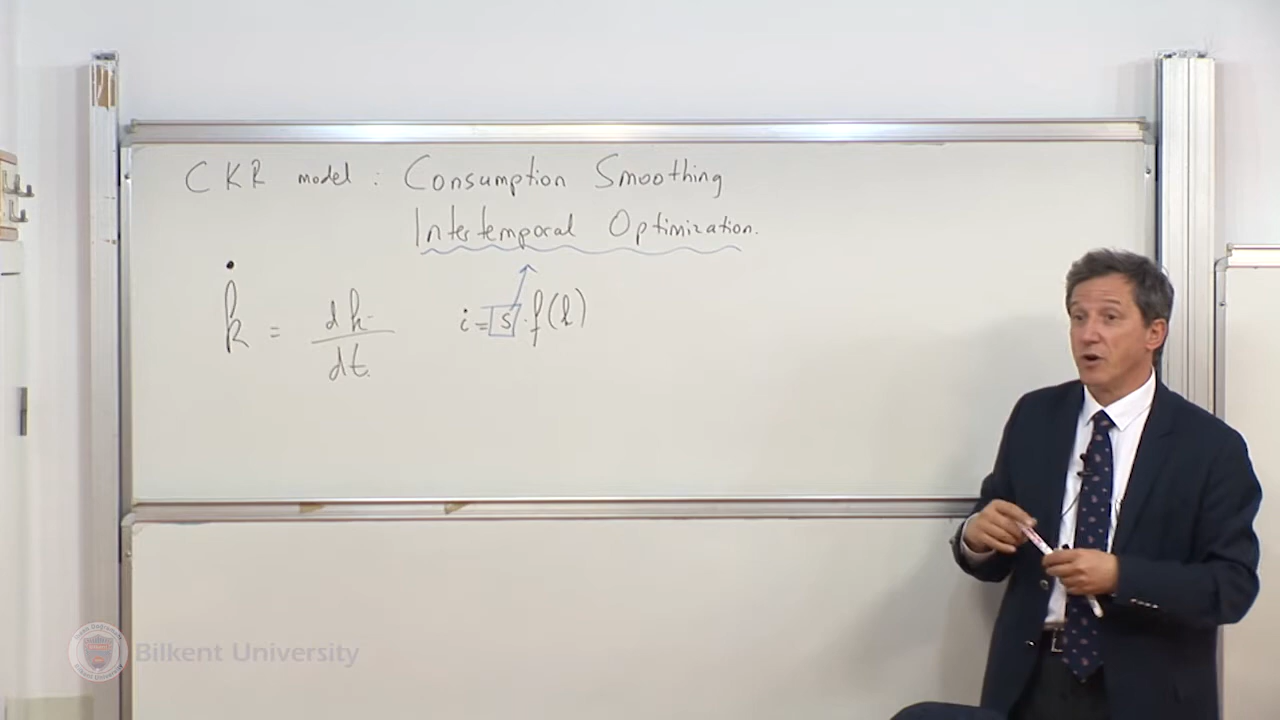 CKR model : Consumption Smoothing
Intertemporal Optimization.
k̇ = dk/dt. i = s.f(k)
Bilkent University